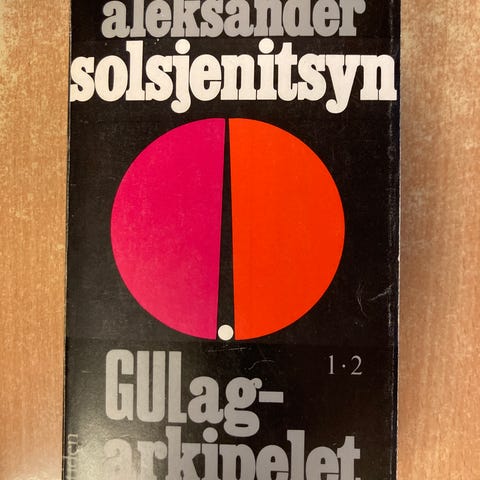 aleksander
solsjenitsyn
1·2
GULag-
arkipelet